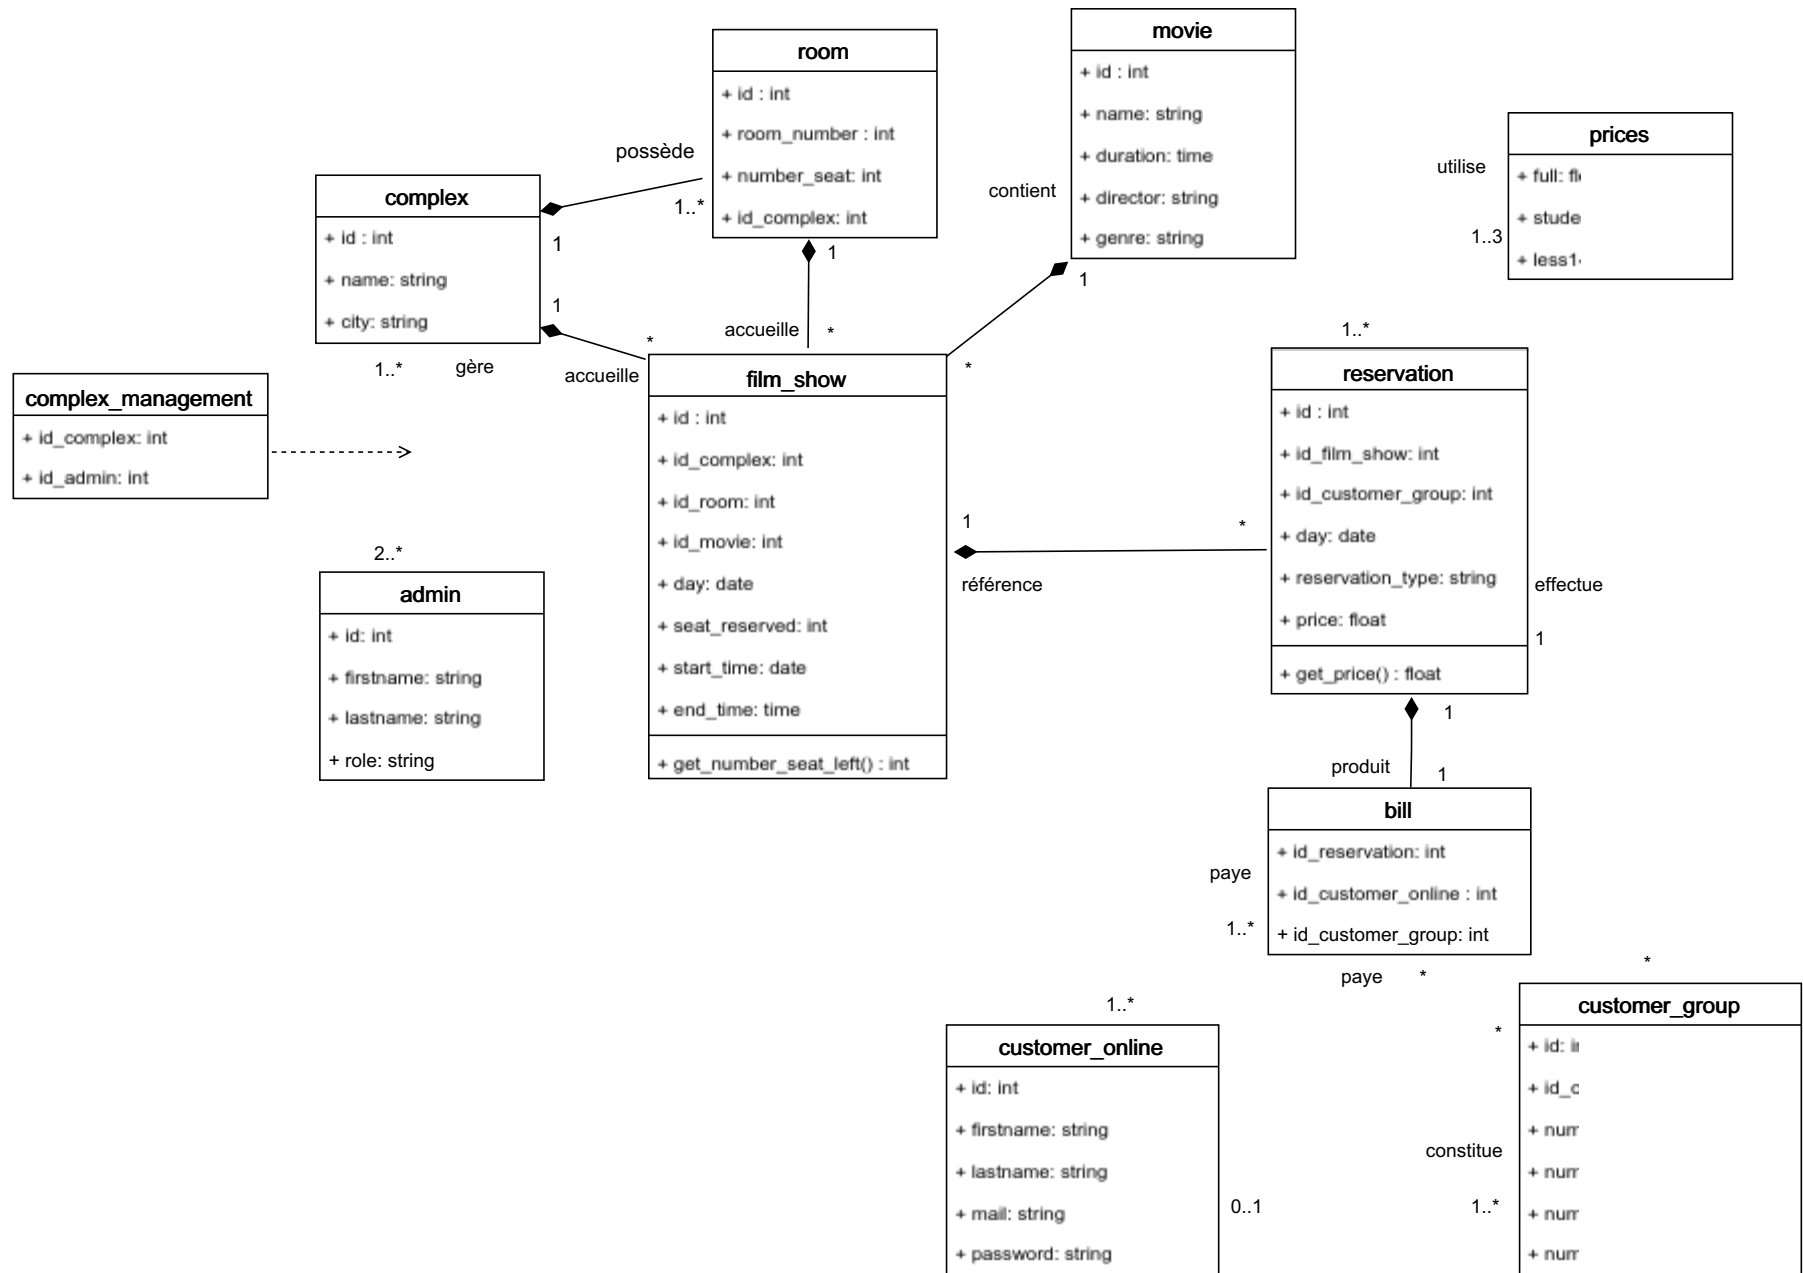 room
+ id : int
+ room_number : int
+ number_seat: int
+ id_complex: int
movie
+ id : int
+ name: string
+ duration: time
+ director: string
+ genre: string
prices
+ full:
+
+
utilise
1..3
possède
1..*
contient
1
complex
+ id : int
+ name: string
+ city: string
1
1
1
accueille
*
*
accueille
*
1..*
gère
complex_management
+ id_complex: int
+ id_admin: int
2..*
admin
+ id: int
+ firstname: string
+ lastname: string
+ role: string
film_show
+ id : int
+ id_complex: int
+ id_room: int
+ id_movie: int
+ day: date
+ seat_reserved: int
+ start_time: date
+ end_time: time
+ get_number_seat_left() : int
1
*
référence
1..*
reservation
+ id : int
+ id_film_show: int
+ id_customer_group: int
+ day: date
+ reservation_type: string
+ price: float
+ get_price() : float
effectue
1
1
produit
1
bill
+ id_reservation: int
+ id_customer_online : int
+ id_customer_group: int
paye
1..*
paye
*
1..*
customer_online
+ id: int
+ firstname: string
+ lastname: string
+ mail: string
+ password: string
0..1
*
*
customer_group
+ id:
+
+
+
+
+
constitue
1..*